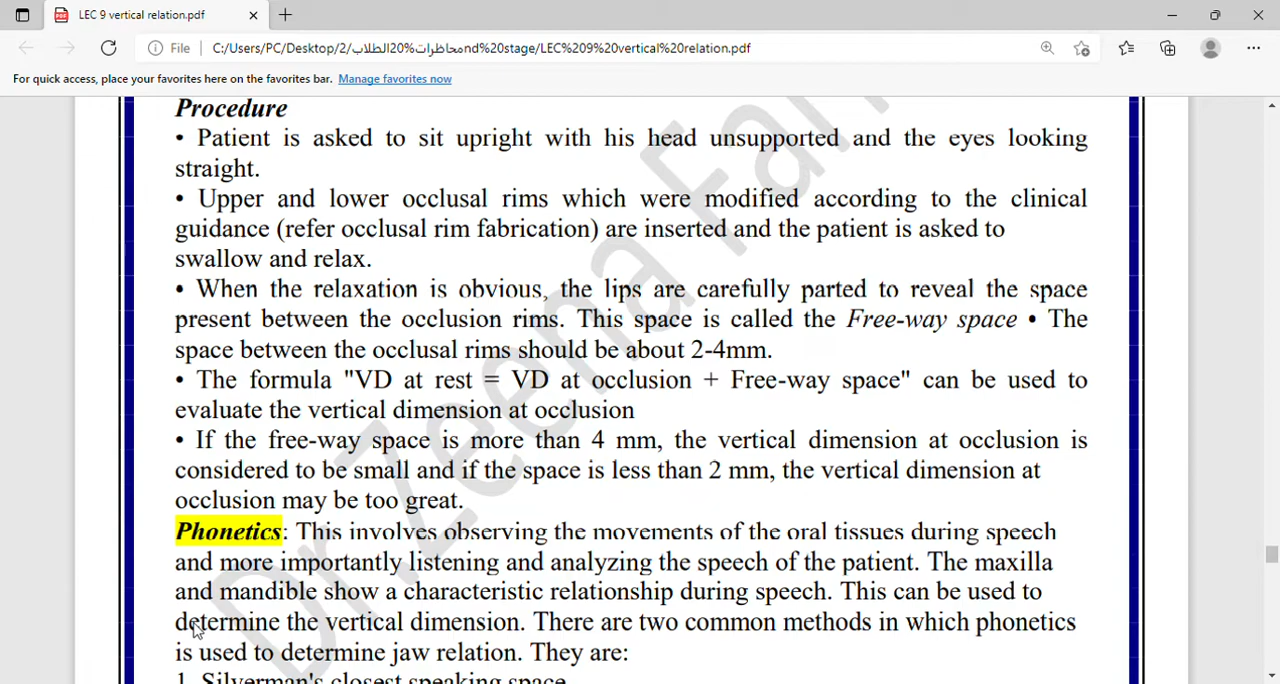 LEC 9 vertical relation.pdf
File
C:/Users/PC/Desktop/2/محاظرات%20الطلابnd%20stage/LEC%209%20vertical%20relation.pdf
For quick access, place your favorites here on the favorites bar. Manage favorites now
Procedure
• Patient is asked to sit upright with his head unsupported and the eyes looking
straight.
• Upper and lower occlusal rims which were modified according to the clinical
guidance (refer occlusal rim fabrication) are inserted and the patient is asked to
swallow and relax.
• When the relaxation is obvious, the lips are carefully parted to reveal the space
present between the occlusion rims. This space is called the Free-way space • The
space between the occlusal rims should be about 2-4mm.
• The formula "VD at rest = VD at occlusion + Free-way space" can be used to
evaluate the vertical dimension at occlusion
• If the free-way space is more than 4 mm, the vertical dimension at occlusion is
considered to be small and if the space is less than 2 mm, the vertical dimension at
occlusion may be too great.
Phonetics: This involves observing the movements of the oral tissues during speech
and more importantly listening and analyzing the speech of the patient. The maxilla
and mandible show a characteristic relationship during speech. This can be used to
determine the vertical dimension. There are two common methods in which phonetics
is used to determine jaw relation. They are:
1. Silverman's closest speaking space
Dr. Zeena Fan